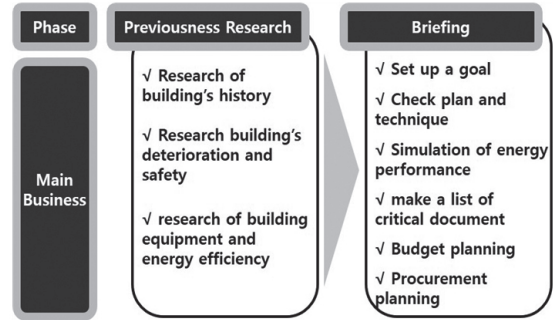 Phase
Previousness Research
Briefing
Main
Business
√ Research of
building's history
√ Research building's
deterioration and
safety
√ research of building
equipment and
energy efficiency
√ Set up a goal
√ Check plan and
technique
√ Simulation of energy
performance
√ make a list of
critical document
√ Budget planning
√ Procurement
planning